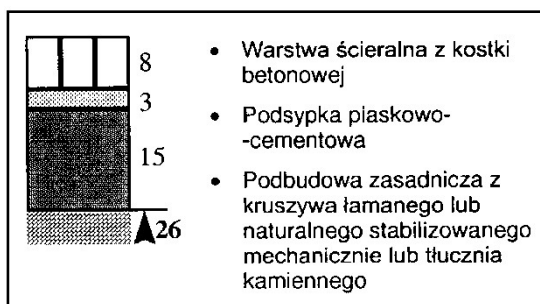 8
3
15
26
• Warstwa ścieralna z kostki
betonowej
• Podsypka piaskowo-
-cementowa
• Podbudowa zasadnicza z
kruszywa łamanego lub
naturalnego stabilizowanego
mechanicznie lub tłucznia
kamiennego